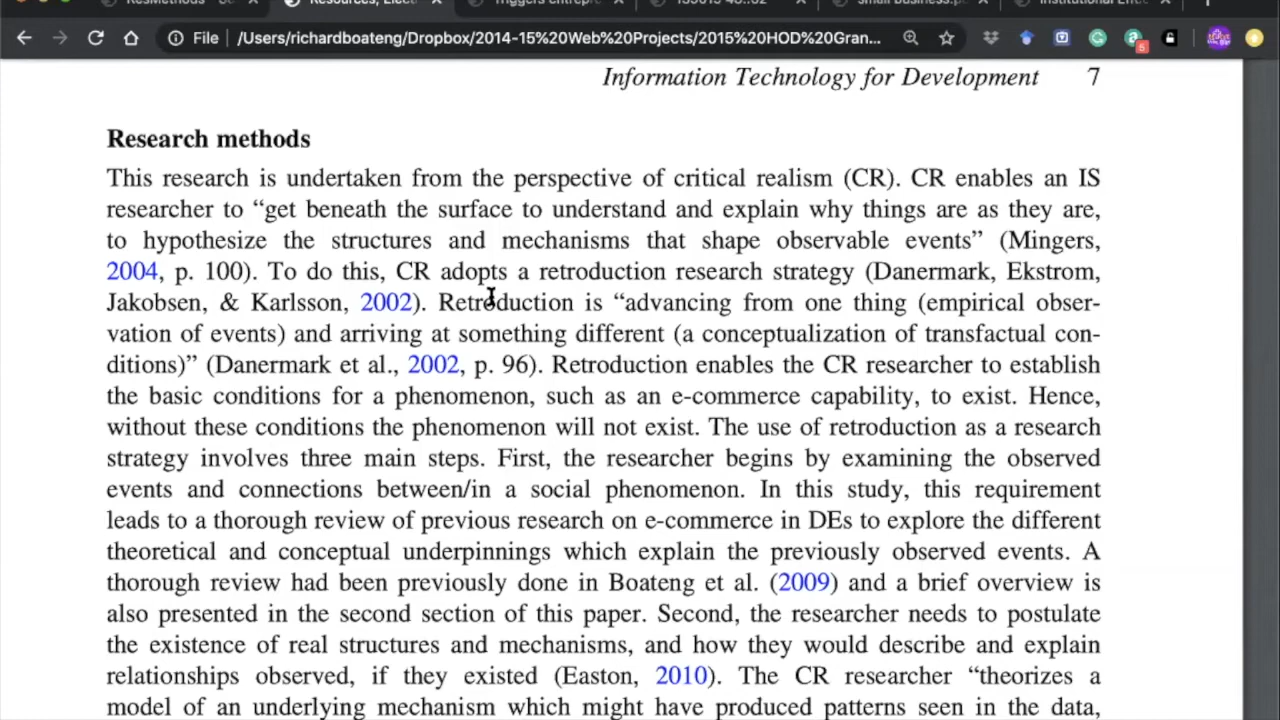 File
/Users/richardboateng/Dropbox/2014-15%20Web%20Projects/2015%20HOD%20Gran...
6
Information Technology for Development 7
Research methods
This research is undertaken from the perspective of critical realism (CR). CR enables an IS
researcher to “get beneath the surface to understand and explain why things are as they are,
to hypothesize the structures and mechanisms that shape observable events” (Mingers,
2004, p. 100). To do this, CR adopts a retroduction research strategy (Danermark, Ekstrom,
Jakobsen, & Karlsson, 2002). Retroduction is “advancing from one thing (empirical obser-
vation of events) and arriving at something different (a conceptualization of transfactual con-
ditions)” (Danermark et al., 2002, p. 96). Retroduction enables the CR researcher to establish
the basic conditions for a phenomenon, such as an e-commerce capability, to exist. Hence,
without these conditions the phenomenon will not exist. The use of retroduction as a research
strategy involves three main steps. First, the researcher begins by examining the observed
events and connections between/in a social phenomenon. In this study, this requirement
leads to a thorough review of previous research on e-commerce in DEs to explore the different
theoretical and conceptual underpinnings which explain the previously observed events. A
thorough review had been previously done in Boateng et al. (2009) and a brief overview is
also presented in the second section of this paper. Second, the researcher needs to postulate
the existence of real structures and mechanisms, and how they would describe and explain
relationships observed, if they existed (Easton, 2010). The CR researcher “theorizes a
model of an underlying mechanism which might have produced patterns seen in the data,